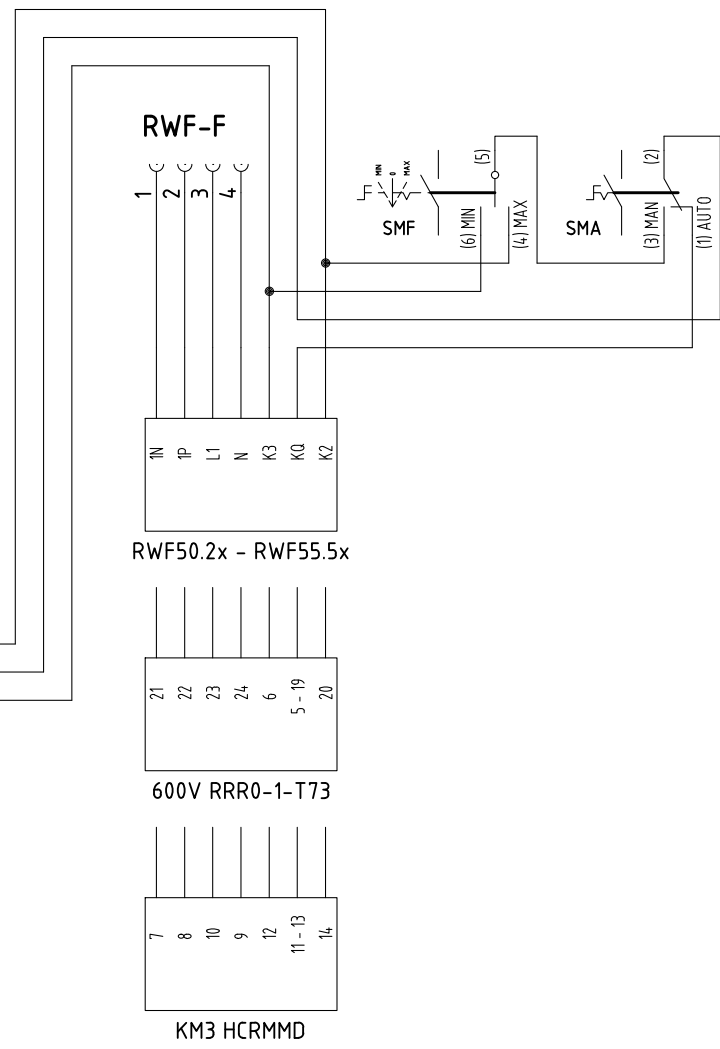 RWF-F
1 2 3 4
MIN 0 MAX
SMF
(5)
(6) MIN
(4) MAX
SMA
(2)
(3) MAN
(1) AUTO
1N 1P L1 N K3 KQ K2
RWF50.2x - RWF55.5x
21 22 23 24 6 5 - 19 20
600V RRR0-1-T73
7 8 10 9 12 11 - 13 14
KM3 HCRMMD